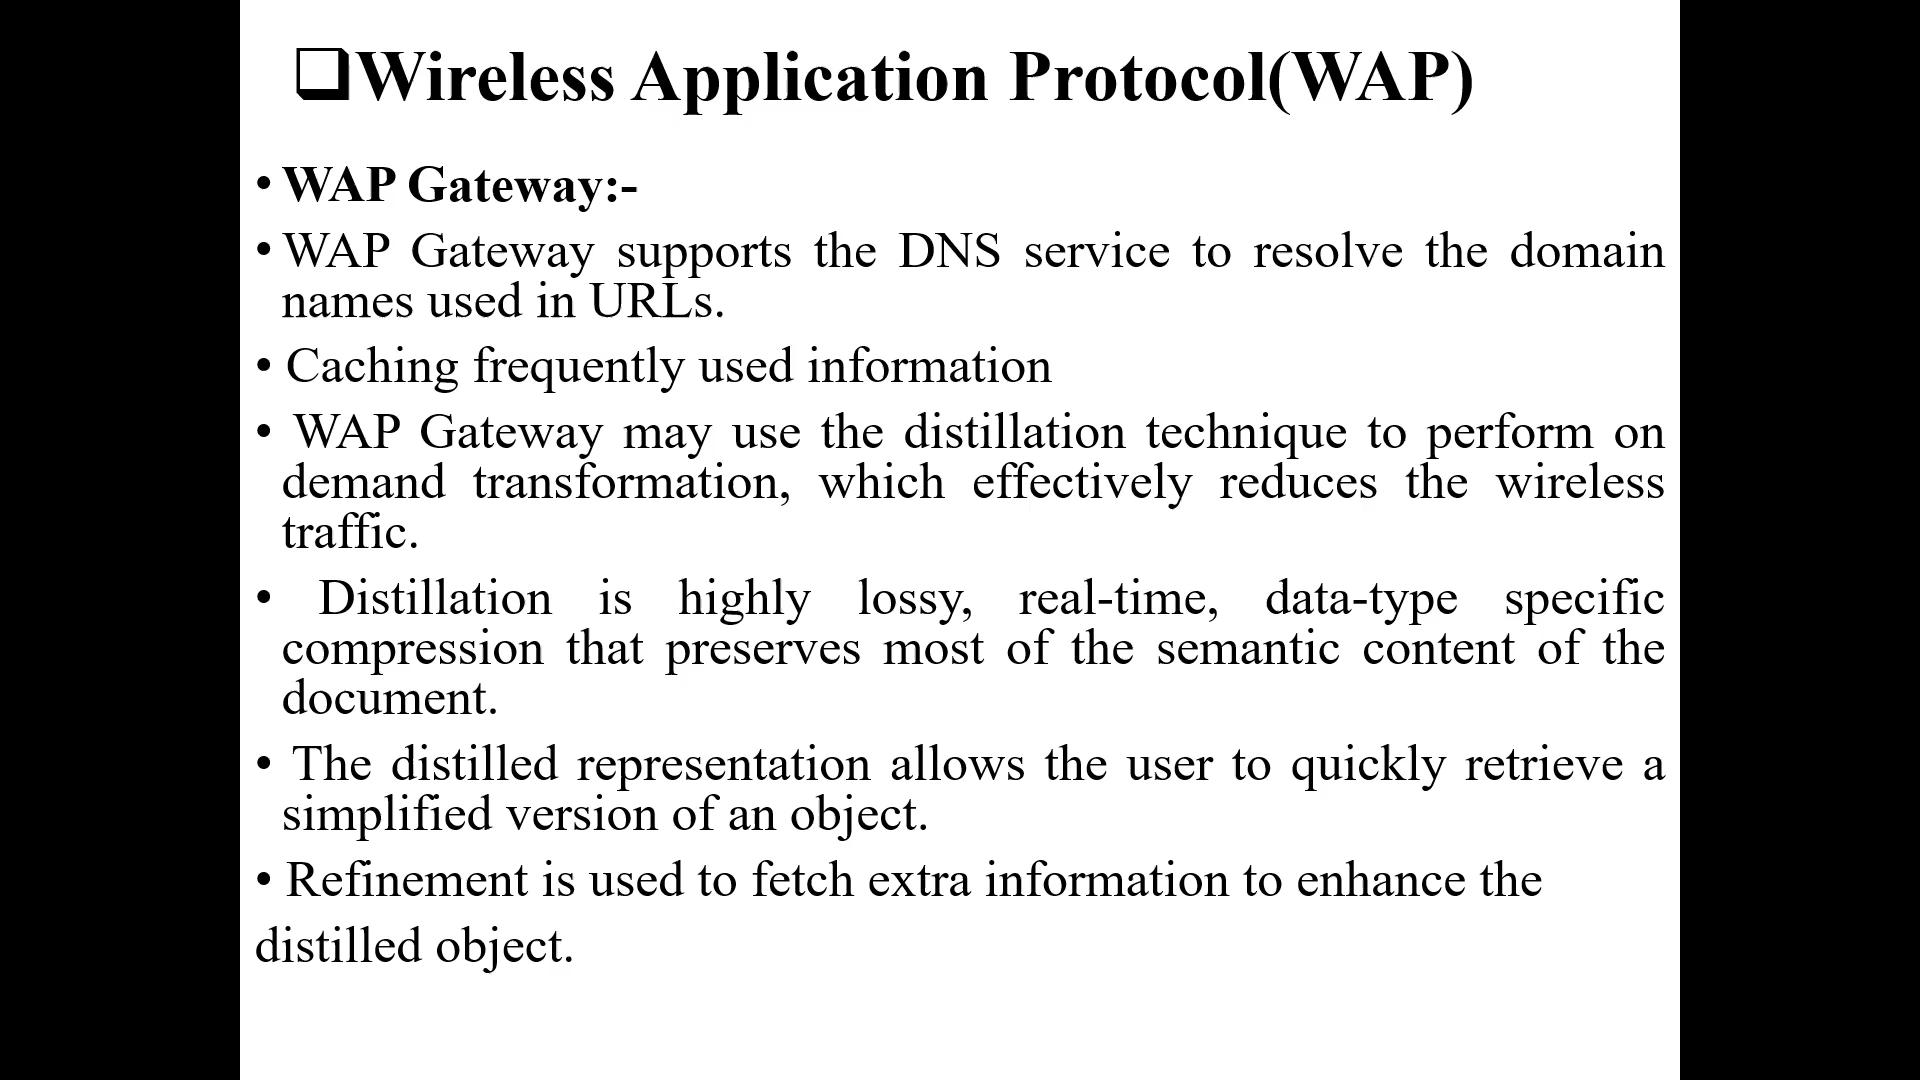 ❑Wireless Application Protocol(WAP)
• WAP Gateway:-
• WAP Gateway supports the DNS service to resolve the domain
names used in URLs.
• Caching frequently used information
• WAP Gateway may use the distillation technique to perform on
demand transformation, which effectively reduces the wireless
traffic.
• Distillation is highly lossy, real-time, data-type specific
compression that preserves most of the semantic content of the
document.
• The distilled representation allows the user to quickly retrieve a
simplified version of an object.
• Refinement is used to fetch extra information to enhance the
distilled object.